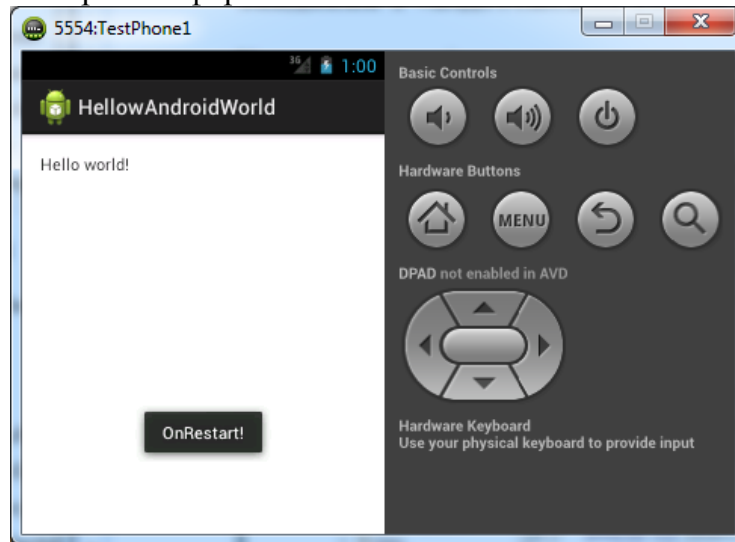 5554:TestPhone1
3G 1:00
HellowAndroidWorld
Hello world!
OnRestart!
Basic Controls
Hardware Buttons
MENU
DPAD not enabled in AVD
Hardware Keyboard
Use your physical keyboard to provide input